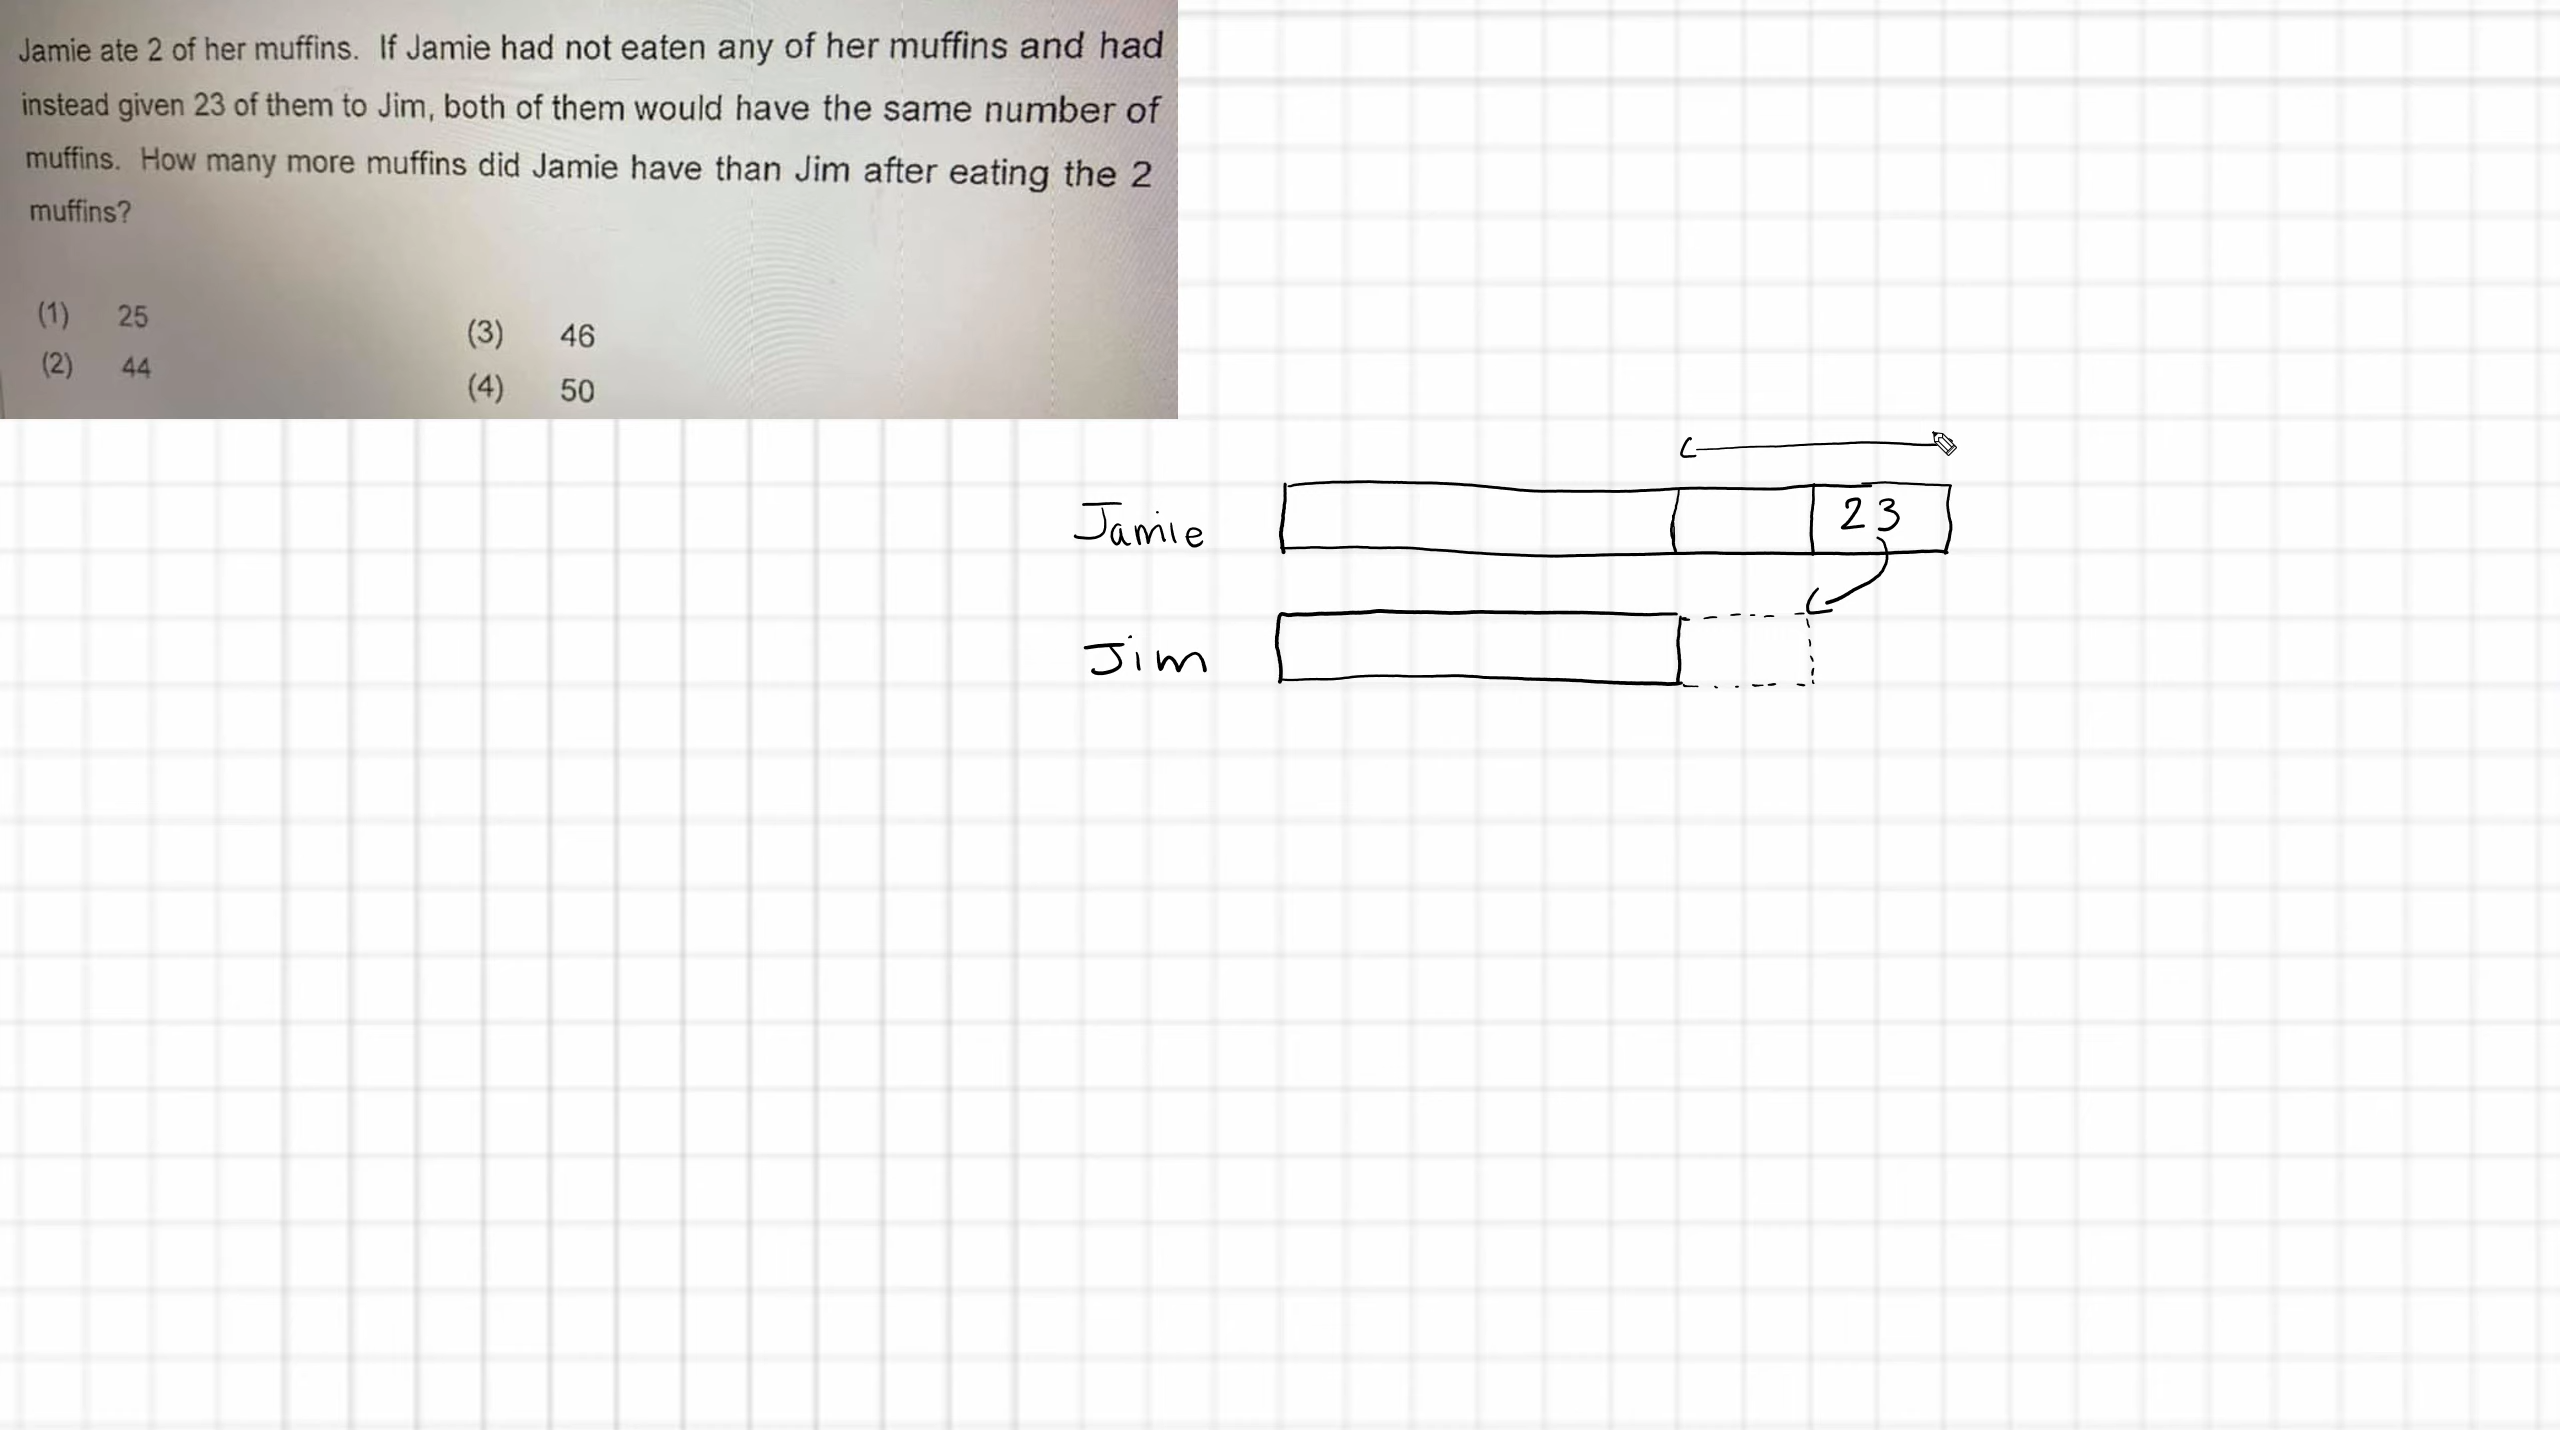 Jamie ate 2 of her muffins. If Jamie had not eaten any of her muffins and had
instead given 23 of them to Jim, both of them would have the same number of
muffins. How many more muffins did Jamie have than Jim after eating the 2
muffins?
(1) 25
(2) 44
(3) 46
(4) 50
Jamie
23
Jim